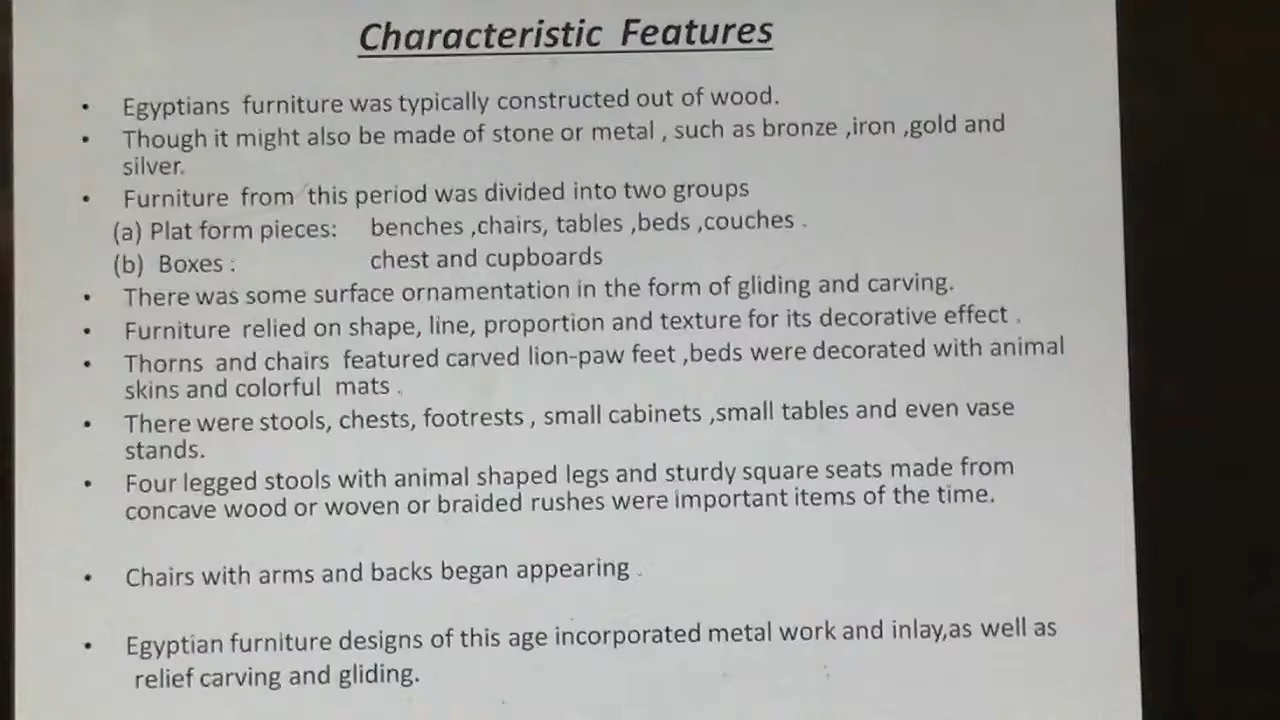 Characteristic Features
• Egyptians furniture was typically constructed out of wood.
• Though it might also be made of stone or metal , such as bronze ,iron ,gold and
silver.
• Furniture from this period was divided into two groups
(a) Plat form pieces: benches ,chairs, tables ,beds ,couches .
(b) Boxes : chest and cupboards
• There was some surface ornamentation in the form of gliding and carving.
• Furniture relied on shape, line, proportion and texture for its decorative effect .
• Thorns and chairs featured carved lion-paw feet ,beds were decorated with animal
skins and colorful mats .
• There were stools, chests, footrests , small cabinets ,small tables and even vase
stands.
• Four legged stools with animal shaped legs and sturdy square seats made from
concave wood or woven or braided rushes were important items of the time.
• Chairs with arms and backs began appearing .
• Egyptian furniture designs of this age incorporated metal work and inlay,as well as
relief carving and gliding.